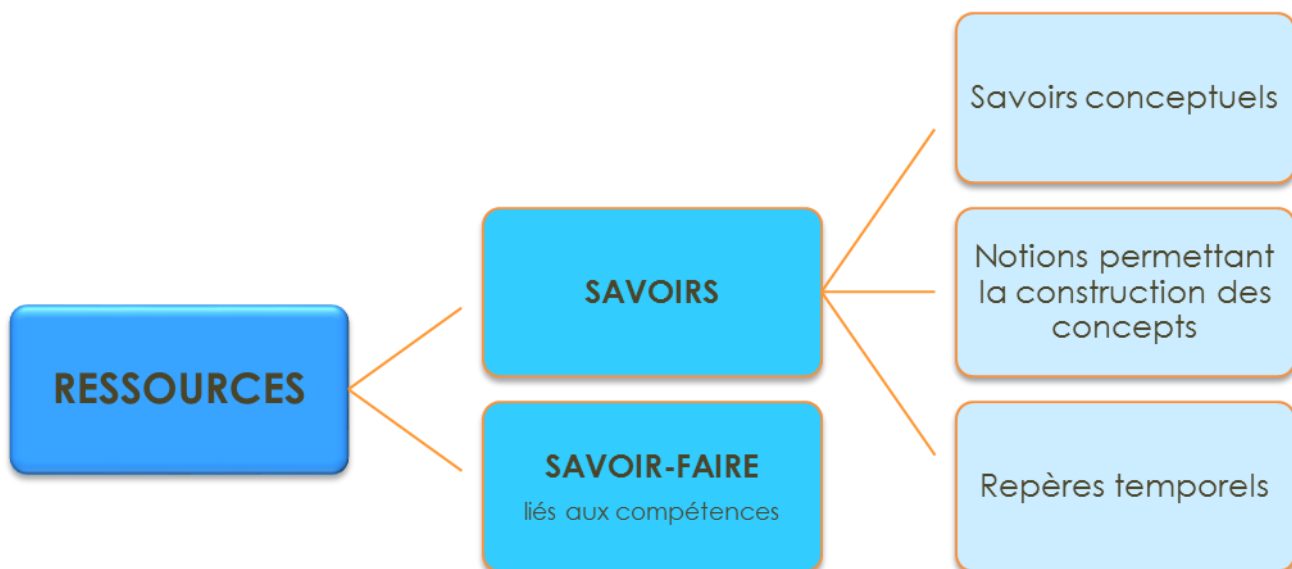 RESSOURCES
SAVOIRS
SAVOIR-FAIRE
liés aux compétences
Savoirs conceptuels
Notions permettant
la construction des
concepts
Repères temporels